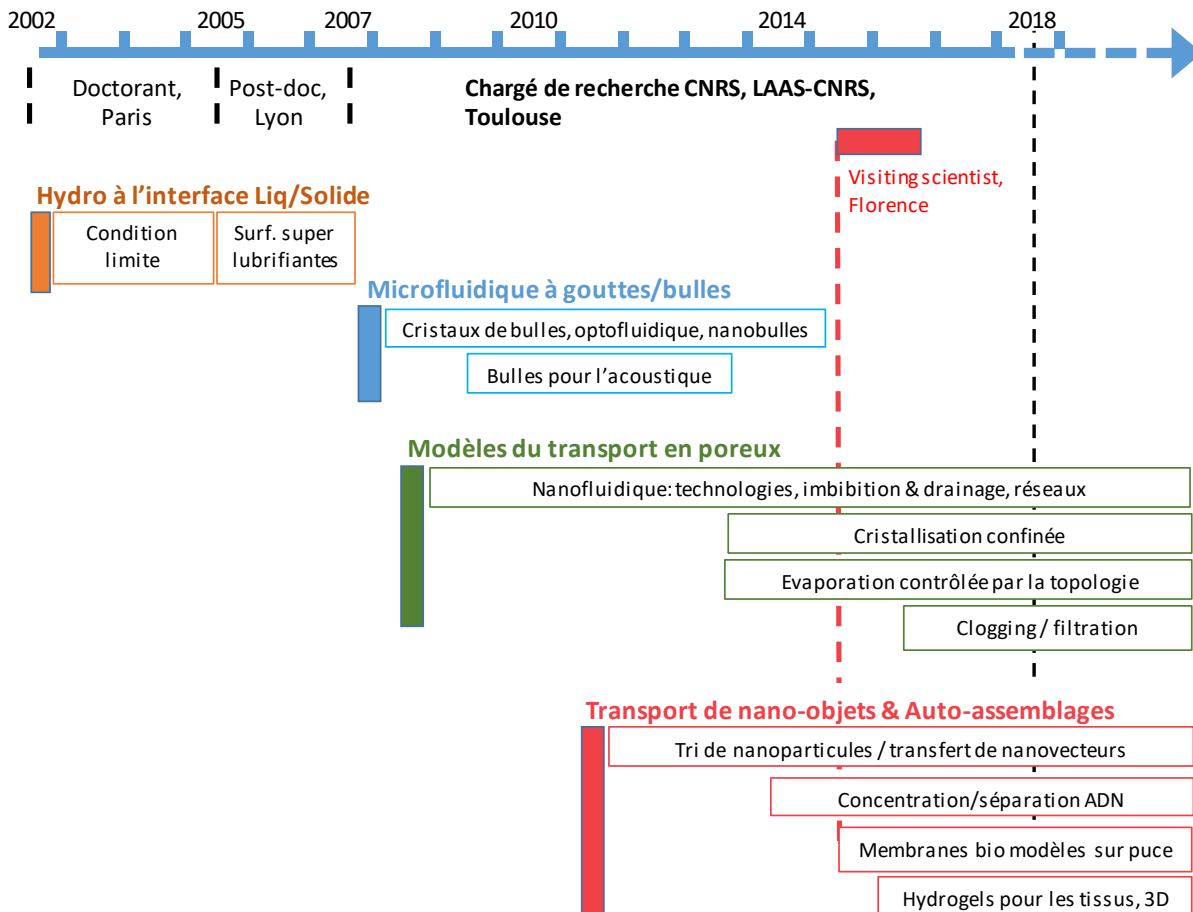 2002 2005 2007 2010 2014 2018
Doctorant,
Paris
Post-doc,
Lyon
Chargé de recherche CNRS, LAAS-CNRS,
Toulouse
Visiting scientist,
Florence
Hydro à l'interface Liq/Solide
Condition
limite
Surf. super
lubrifiantes
Microfluidique à gouttes/bulles
Cristaux de bulles, optofluidique, nanobulles
Bulles pour l'acoustique
Modèles du transport en poreux
Nanofluidique: technologies, imbibition & drainage, réseaux
Cristallisation confinée
Evaporation contrôlée par la topologie
Clogging / filtration
Transport de nano-objets & Auto-assemblages
Tri de nanoparticules / transfert de nanovecteurs
Concentration/séparation ADN
Membranes bio modèles sur puce
Hydrogels pour les tissus, 3D